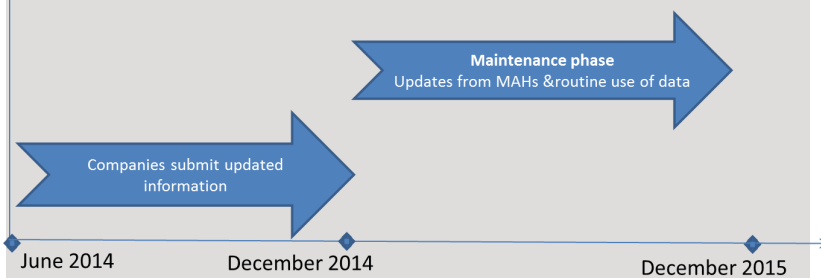 Maintenance phase
Updates from MAHs &routine use of data
Companies submit updated
information
June 2014
December 2014
December 2015